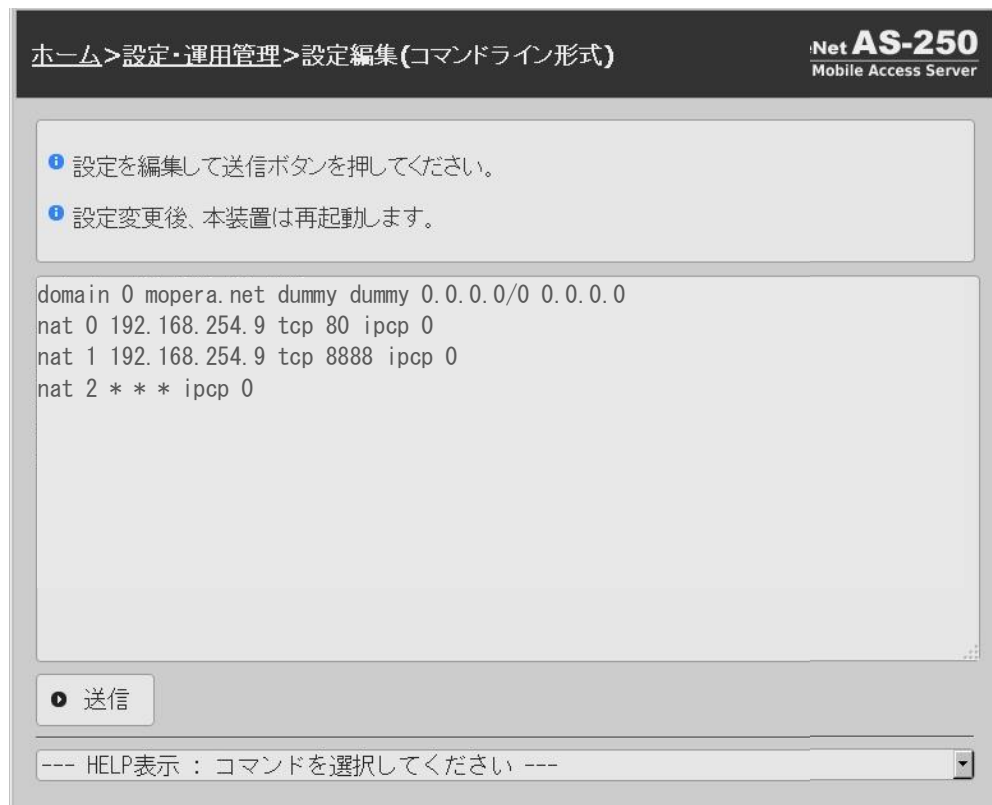 ホーム>設定・運用管理>設定編集(コマンドライン形式)
Net AS-250
Mobile Access Server
設定を編集して送信ボタンを押してください。
設定変更後、本装置は再起動します。
domain 0 mopera.net dummy dummy 0.0.0.0/0 0.0.0.0
nat 0 192.168.254.9 tcp 80 ipcp 0
nat 1 192.168.254.9 tcp 8888 ipcp 0
nat 2 * * * ipcp 0
送信
--- HELP表示 : コマンドを選択してください ---